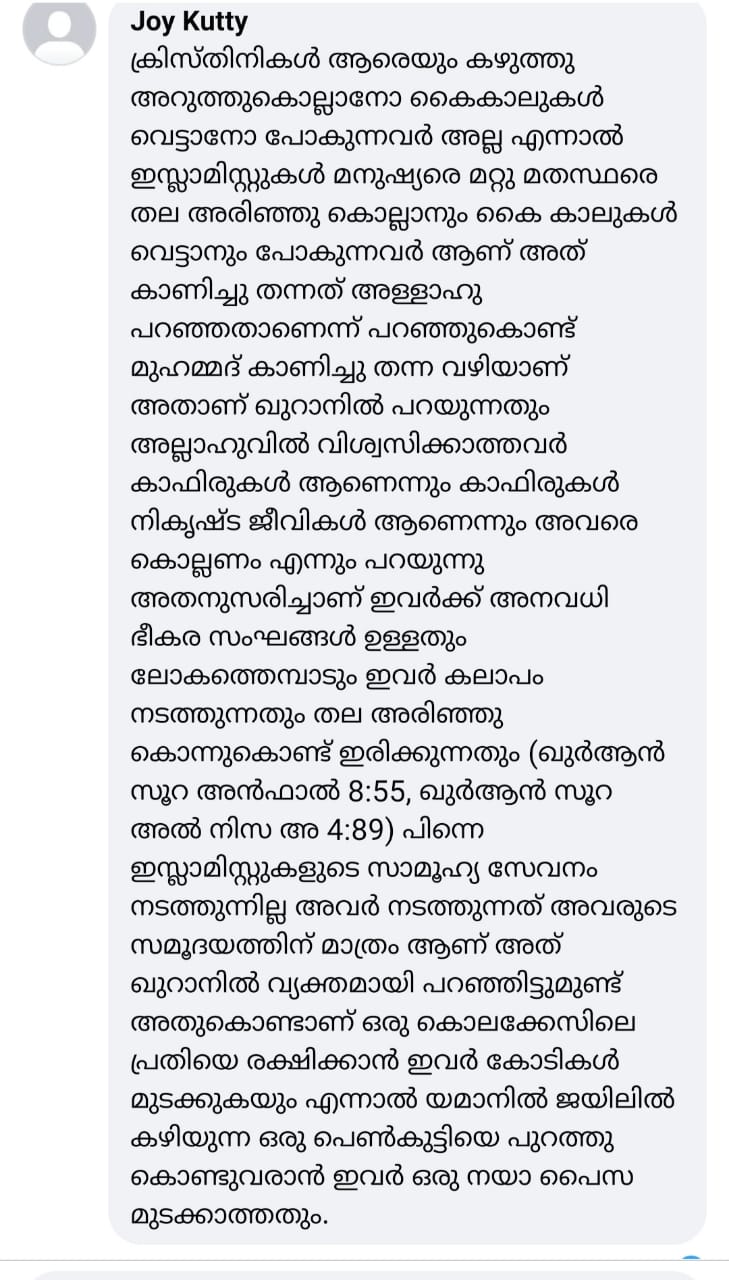 Joy Kutty
ക്രിസ്തിനികൾ ആരെയും കഴുത്തു
അറുത്തുകൊല്ലാനോ കൈകാലുകൾ
വെട്ടാനോ പോകുന്നവർ അല്ല എന്നാൽ
ഇസ്ലാമിസ്റ്റുകൾ മനുഷ്യരെ മറ്റു മതസ്ഥരെ
തല അരിഞ്ഞു കൊല്ലാനും കൈ കാലുകൾ
വെട്ടാനും പോകുന്നവർ ആണ് അത്
കാണിച്ചു തന്നത് അള്ളാഹു
പറഞ്ഞതാണെന്ന് പറഞ്ഞുകൊണ്ട്
മുഹമ്മദ് കാണിച്ചു തന്ന വഴിയാണ്
അതാണ് ഖുറാനിൽ പറയുന്നതും
അല്ലാഹുവിൽ വിശ്വസിക്കാത്തവർ
കാഫിരുകൾ ആണെന്നും കാഫിരുകൾ
നികൃഷ്ട ജീവികൾ ആണെന്നും അവരെ
കൊല്ലണം എന്നും പറയുന്നു
അതനുസരിച്ചാണ് ഇവർക്ക് അനവധി
ഭീകര സംഘങ്ങൾ ഉള്ളതും
ലോകത്തെമ്പാടും ഇവർ കലാപം
നടത്തുന്നതും തല അരിഞ്ഞു
കൊന്നുകൊണ്ട് ഇരിക്കുന്നതും (ഖുർആൻ
സൂറ അൻഫാൽ 8:55, ഖുർആൻ സൂറ
അൽ നിസ അ 4:89) പിന്നെ
ഇസ്ലാമിസ്റ്റുകളുടെ സാമൂഹ്യ സേവനം
നടത്തുന്നില്ല അവർ നടത്തുന്നത് അവരുടെ
സമൂദയത്തിന് മാത്രം ആണ് അത്
ഖുറാനിൽ വ്യക്തമായി പറഞ്ഞിട്ടുമുണ്ട്
അതുകൊണ്ടാണ് ഒരു കൊലക്കേസിലെ
പ്രതിയെ രക്ഷിക്കാൻ ഇവർ കോടികൾ
മുടക്കുകയും എന്നാൽ യമാനിൽ ജയിലിൽ
കഴിയുന്ന ഒരു പെൺകുട്ടിയെ പുറത്തു
കൊണ്ടുവരാൻ ഇവർ ഒരു നയാ പൈസ
മുടക്കാത്തതും.